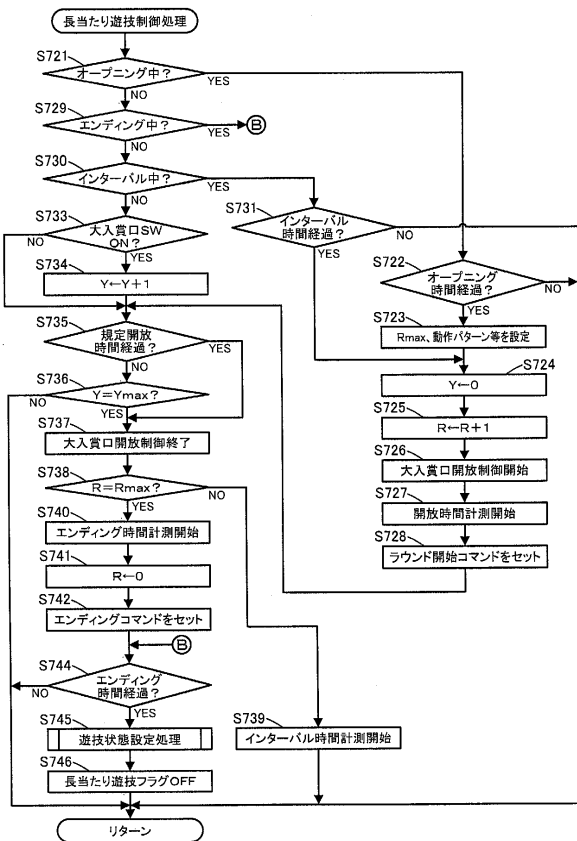 長当たり遊技制御処理
S721
オープニング中？
YES
NO
S729
エンディング中？
YES
B
NO
S730
インターバル中？
YES
NO
S731
インターバル
時間経過？
NO
YES
S733
大入賞口SW
ON？
NO
YES
S734
Y←Y+1
S722
オープニング
時間経過？
NO
YES
S723
Rmax、動作パターン等を設定
S724
Y←0
S725
R←R+1
S726
大入賞口開放制御開始
S727
開放時間計測開始
S728
ラウンド開始コマンドをセット
S735
規定開放
時間経過？
YES
NO
S736
Y=Ymax？
NO
YES
S737
大入賞口開放制御終了
S738
R=Rmax？
NO
YES
S740
エンディング時間計測開始
S741
R←0
S742
エンディングコマンドをセット
B
S744
エンディング
時間経過？
NO
YES
S745
遊技状態設定処理
S739
インターバル時間計測開始
S746
長当たり遊技フラグOFF
リターン